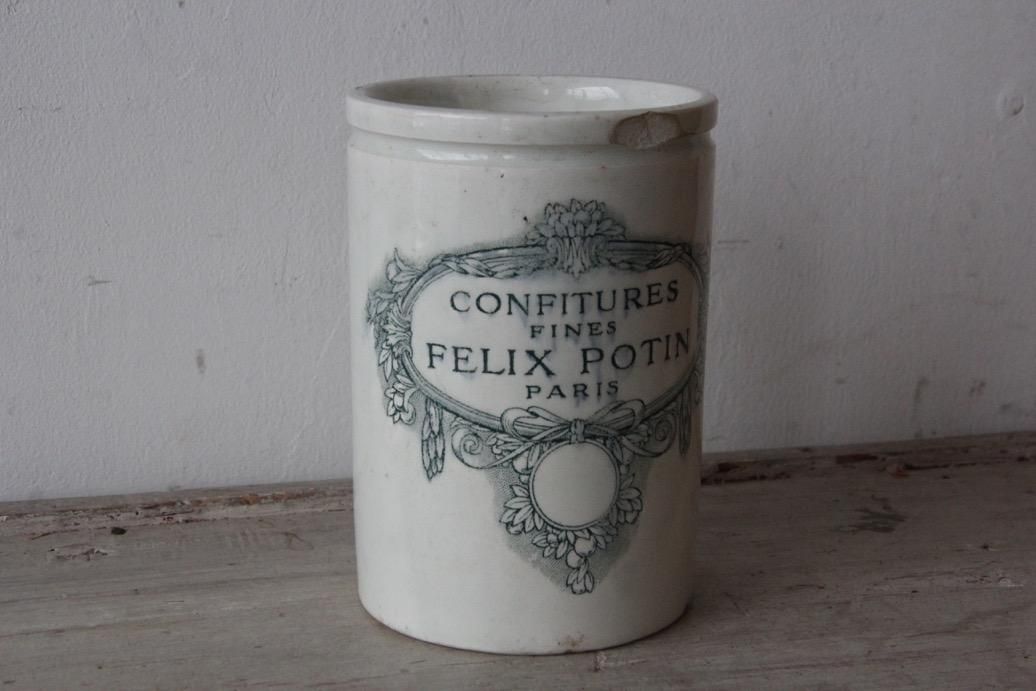 CONFITURES
FINES
FELIX POTIN
PARIS